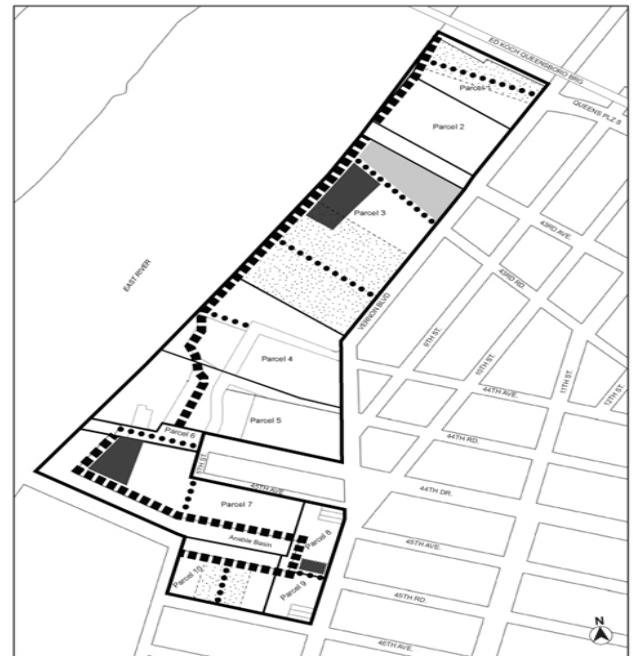 ED KOCH QUEENSBORO BRG
QUEENS PLZ S
Parcel 1
Parcel 2
Parcel 3
43RD AVE.
43RD RD.
EAST RIVER
VERNON BLVD
9TH ST.
10TH ST.
11TH ST.
12TH ST.
44TH AVE.
Parcel 4
Parcel 5
Parcel 6
44TH RD.
5TH ST.
45TH AVE
44TH DR.
Parcel 7
Anable Basin
Parcel 8
45TH AVE.
Parcel 10
Parcel 9
45TH RD.
46TH AVE.
N